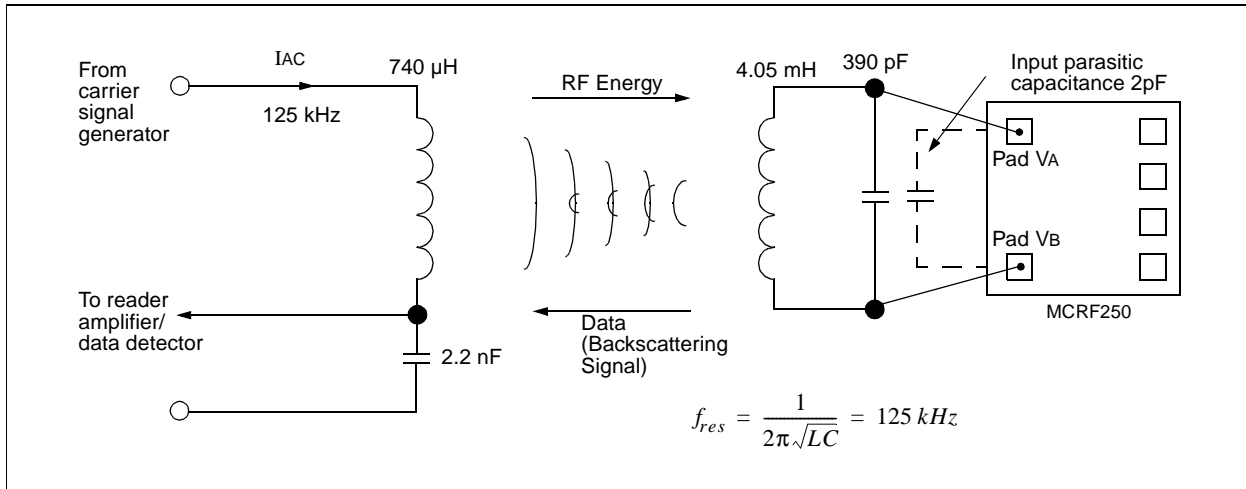 From
carrier
signal
generator
IAC
125 kHz
740 µH
RF Energy
4.05 mH
390 pF
Input parasitic
capacitance 2pF
Pad VA
Pad VB
MCRF250
To reader
amplifier/
data detector
2.2 nF
Data
(Backscattering
Signal)
f_res = 1 / (2π√LC) = 125 kHz